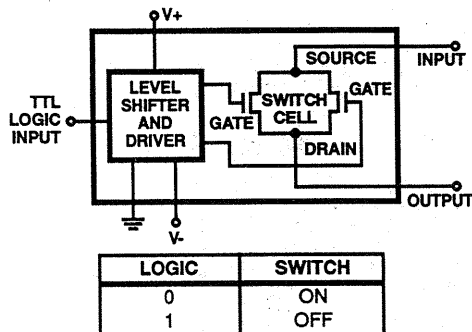 V+
SOURCE
INPUT
TTL
LOGIC
INPUT
LEVEL
SHIFTER
AND
DRIVER
GATE
SWITCH
CELL
GATE
DRAIN
OUTPUT
V-
LOGIC SWITCH
0 ON
1 OFF